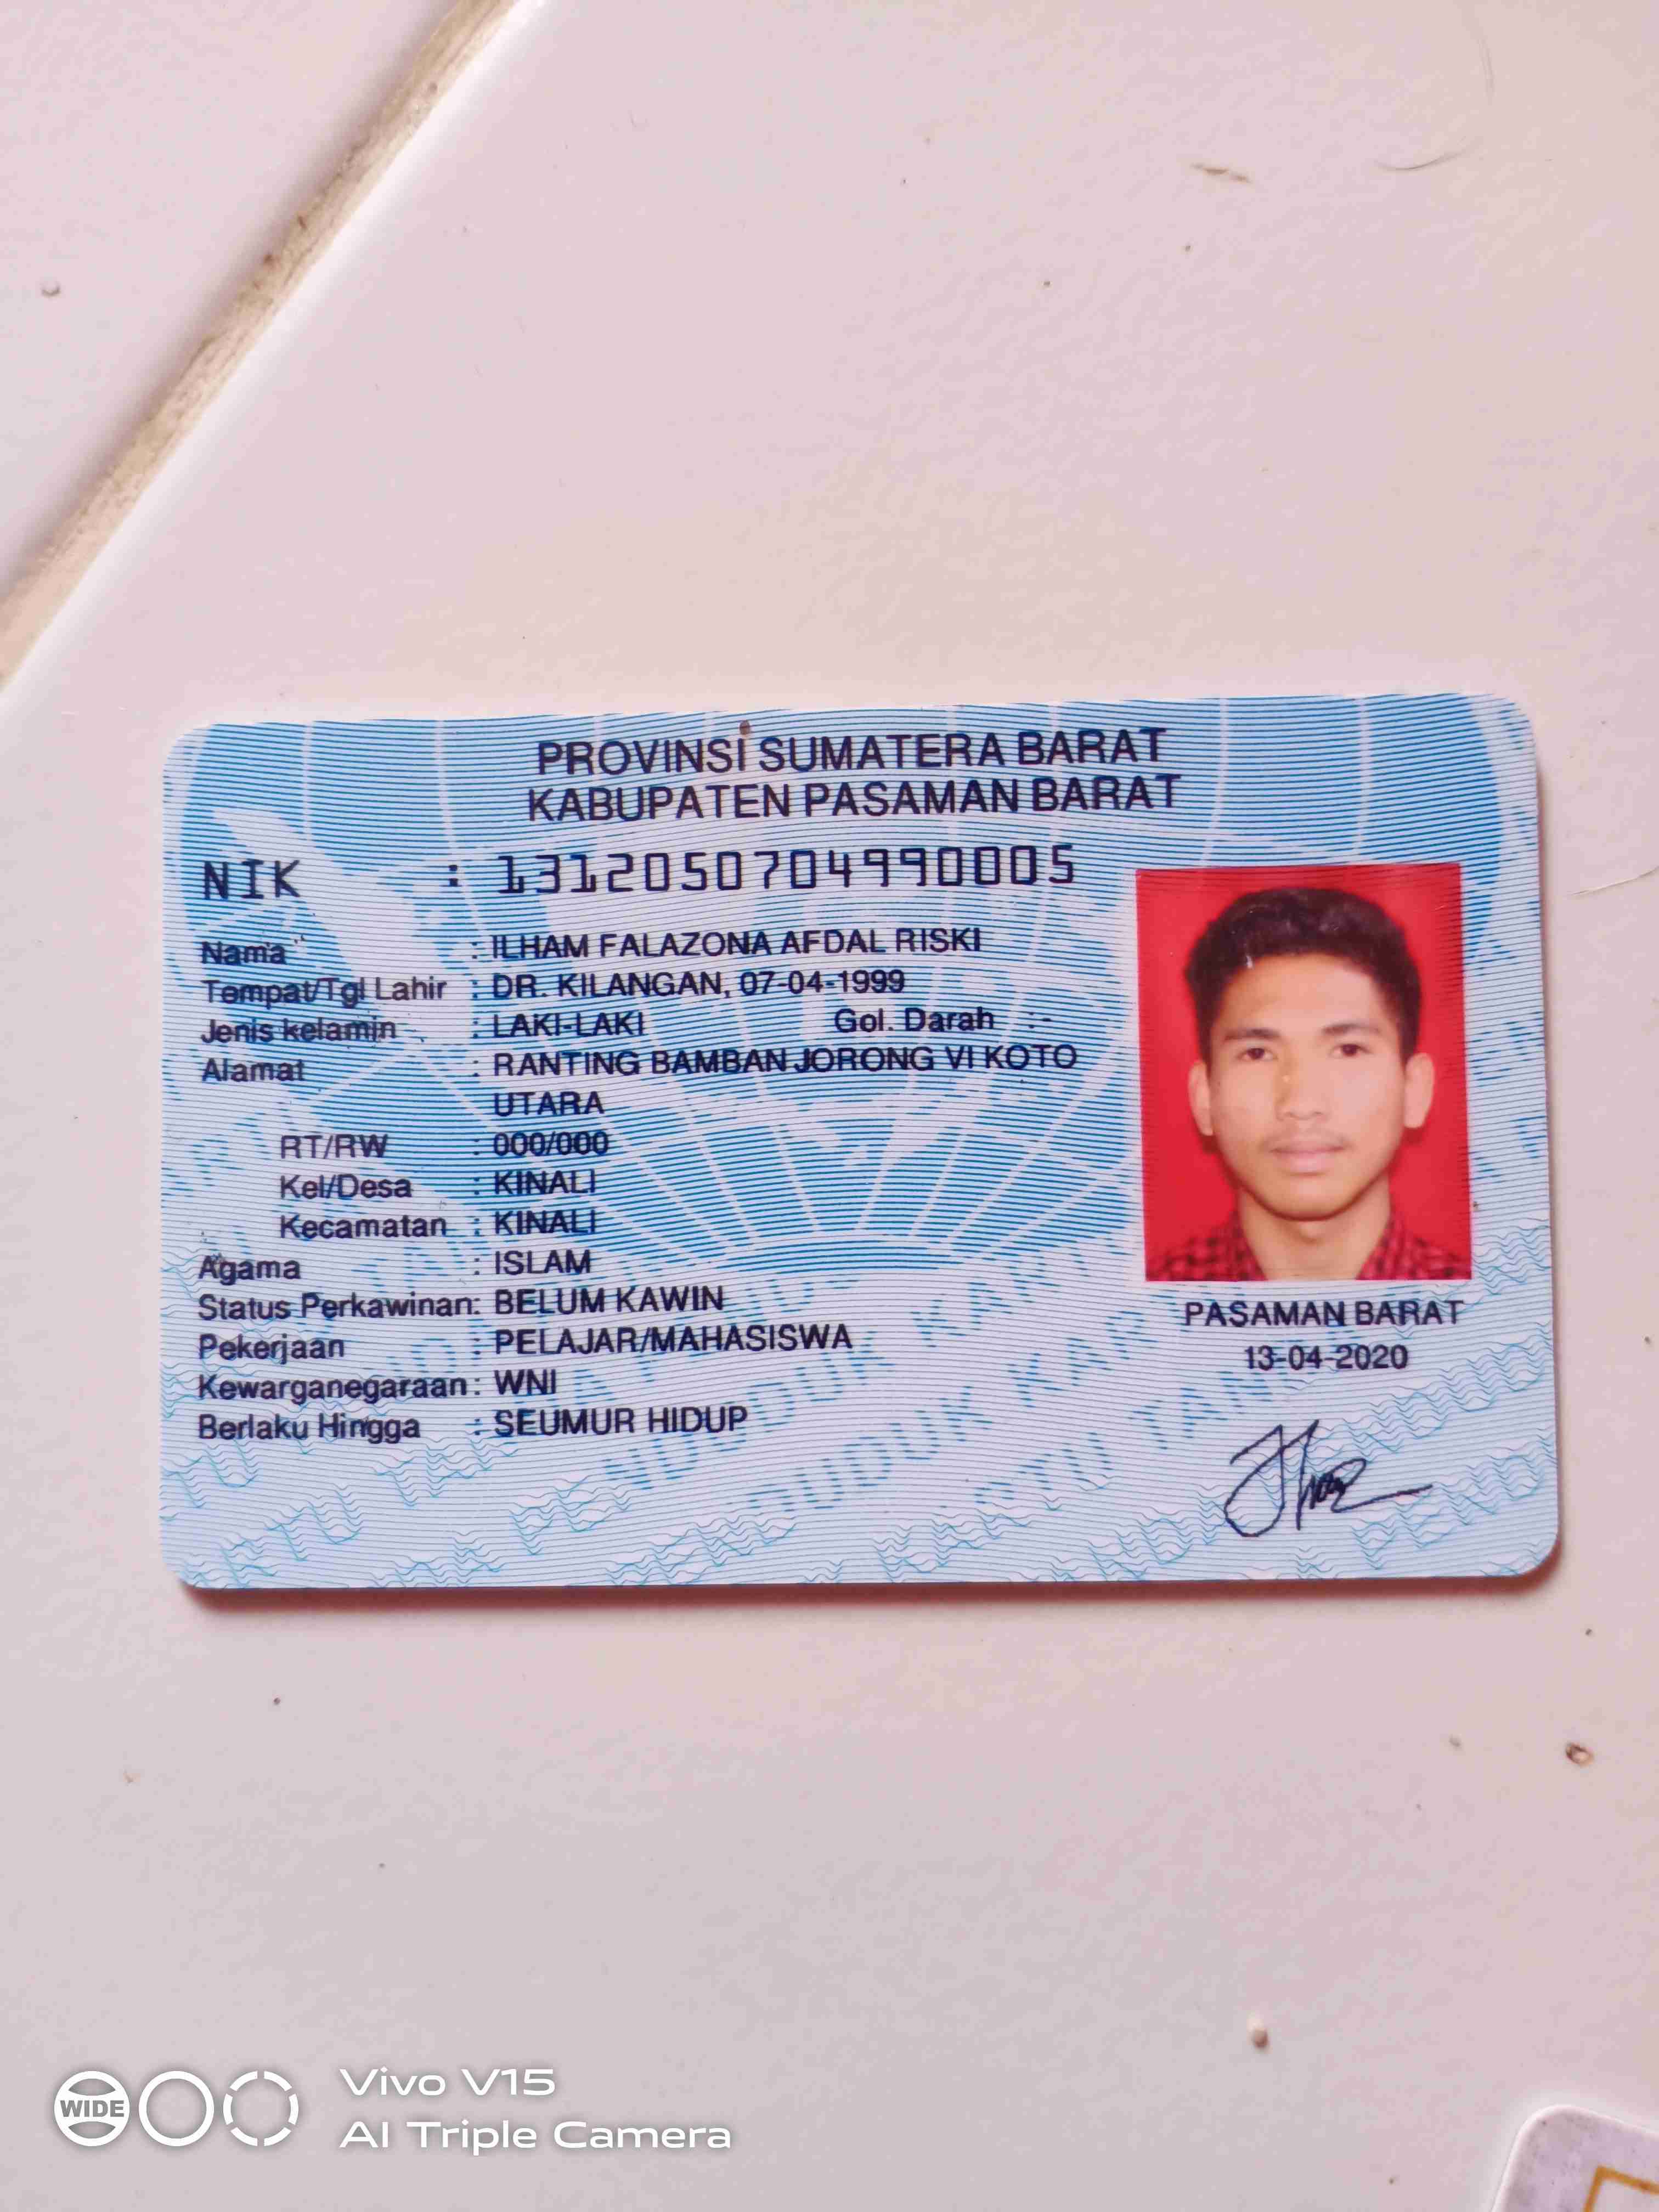 PROVINSI SUMATERA BARAT
KABUPATEN PASAMAN BARAT
NIK : 1312050704990005
Nama : ILHAM FALAZONA AFDAL RISKI
Tempat/Tgl Lahir : DR. KILANGAN, 07-04-1999
Jenis kelamin : LAKI-LAKI Gol. Darah : -
Alamat : RANTING BAMBAN JORONG VI KOTO
UTARA
RT/RW : 000/000
Kel/Desa : KINALI
Kecamatan : KINALI
Agama : ISLAM
Status Perkawinan: BELUM KAWIN
Pekerjaan : PELAJAR/MAHASISWA
Kewarganegaraan: WNI
Berlaku Hingga : SEUMUR HIDUP
PASAMAN BARAT
13-04-2020
WIDE
Vivo V15
AI Triple Camera